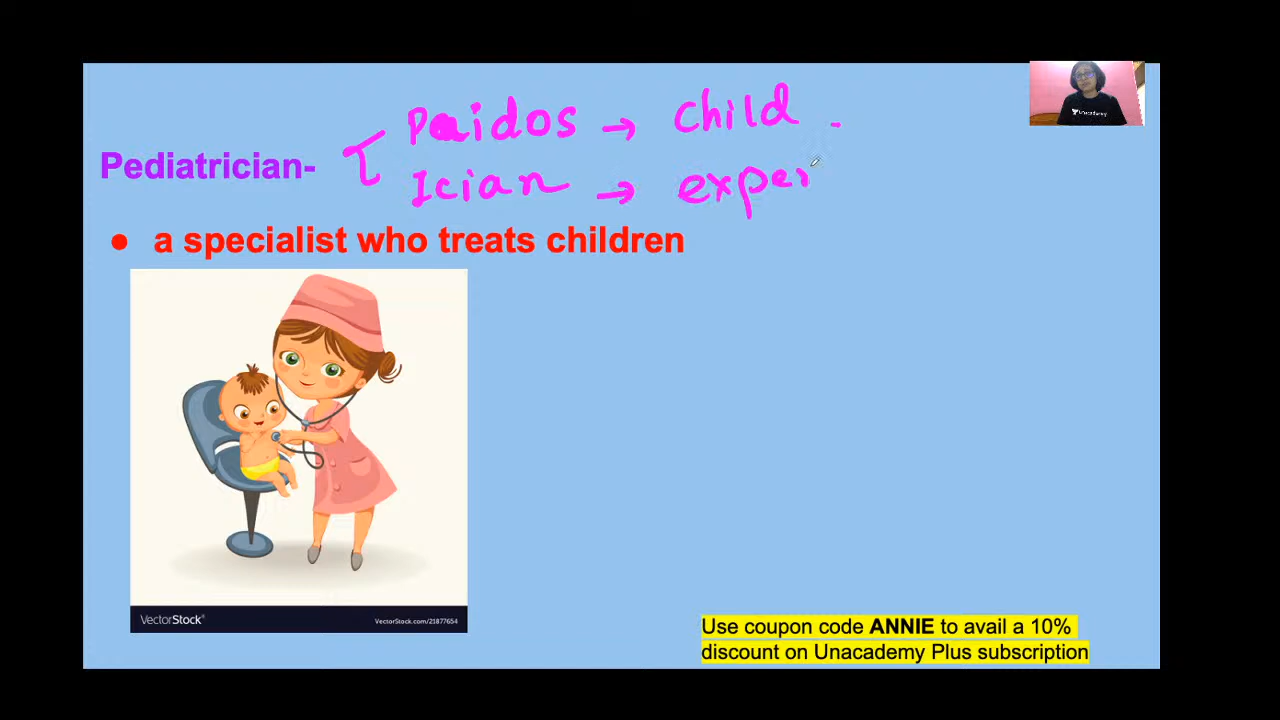 Paidos → Child .
Pediatrician-
Ician → exper
● a specialist who treats children
VectorStock®
VectorStock.com/21877654
Use coupon code ANNIE to avail a 10%
discount on Unacademy Plus subscription
Unacademy